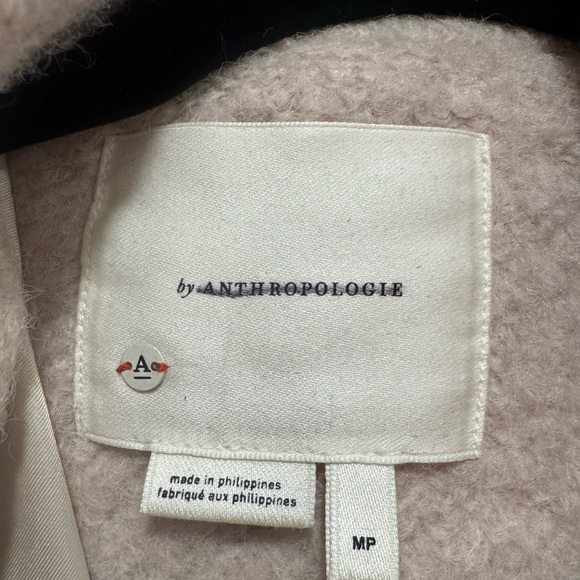 by ANTHROPOLOGIE
A
made in philippines
fabriqué aux philippines
MP